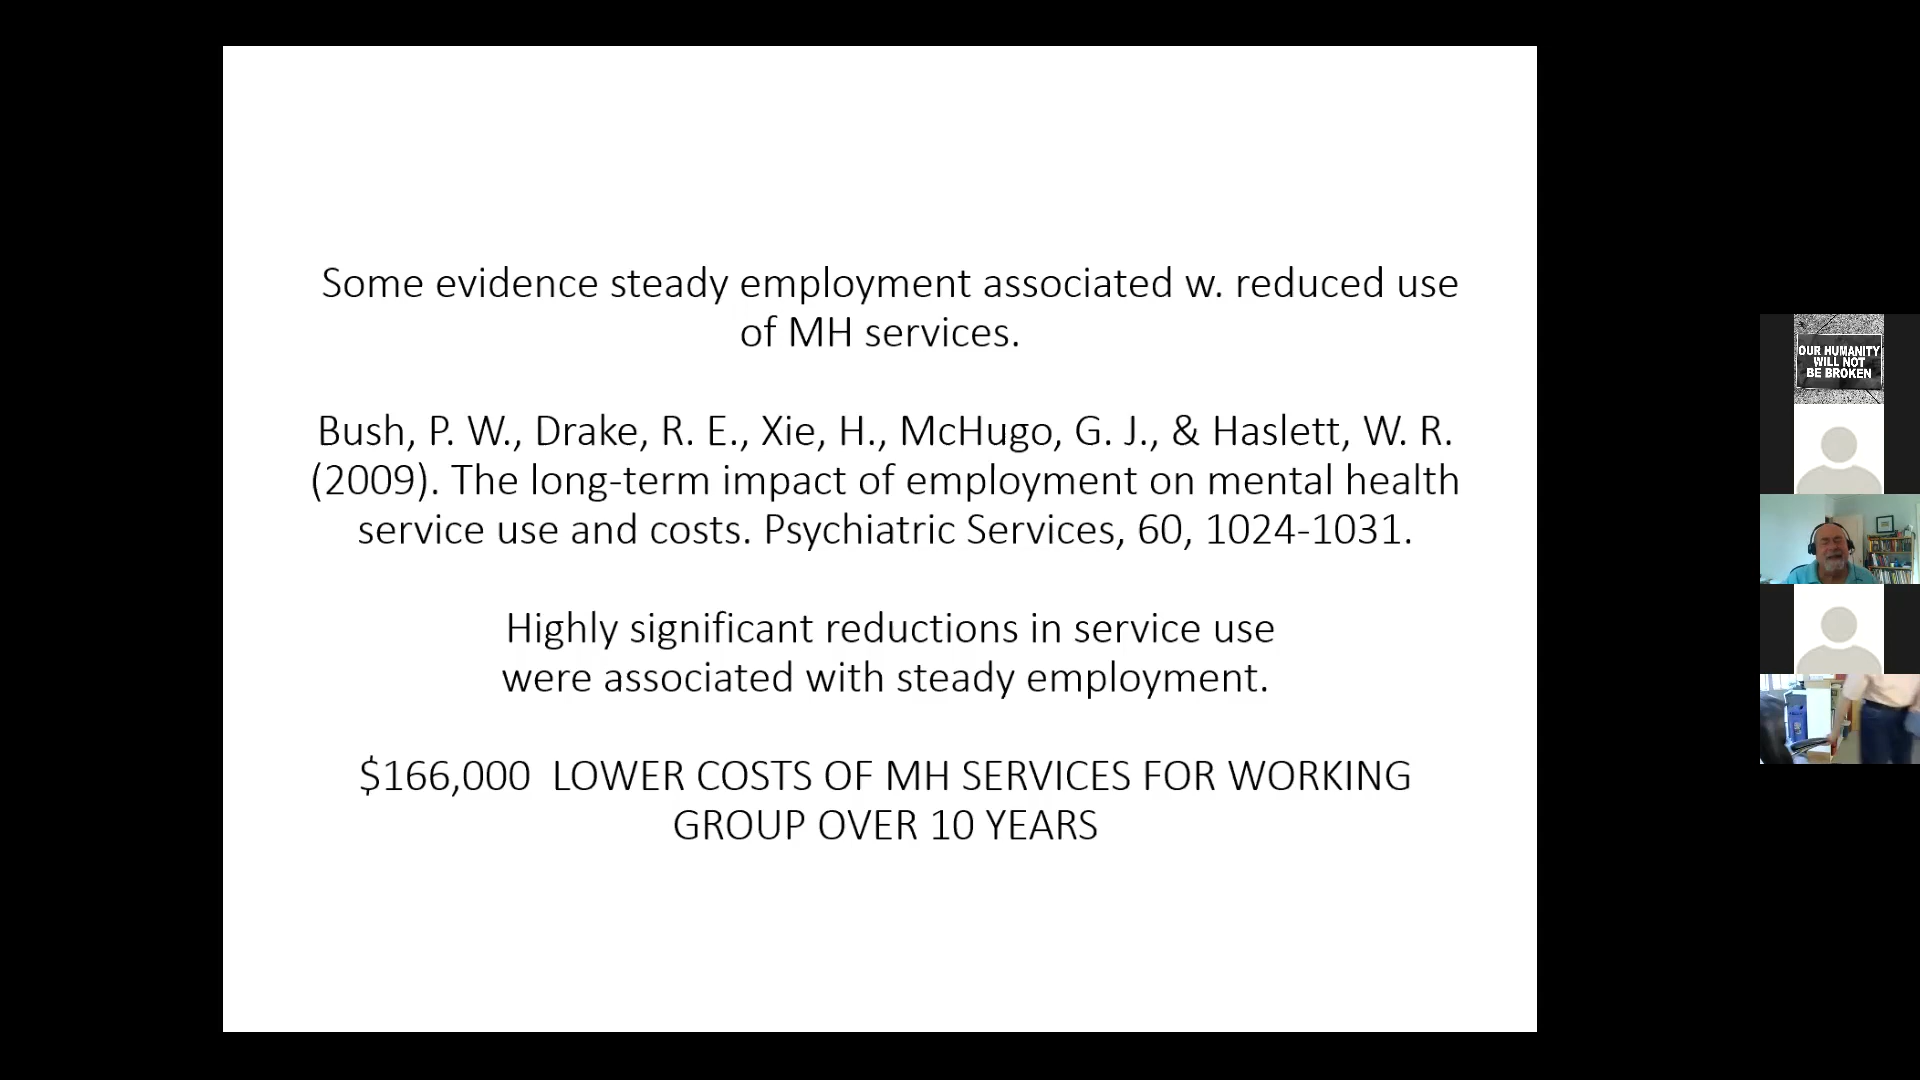 Some evidence steady employment associated w. reduced use
of MH services.
Bush, P. W., Drake, R. E., Xie, H., McHugo, G. J., & Haslett, W. R.
(2009). The long-term impact of employment on mental health
service use and costs. Psychiatric Services, 60, 1024-1031.
Highly significant reductions in service use
were associated with steady employment.
$166,000 LOWER COSTS OF MH SERVICES FOR WORKING
GROUP OVER 10 YEARS
OUR HUMANITY
WILL NOT
BE BROKEN